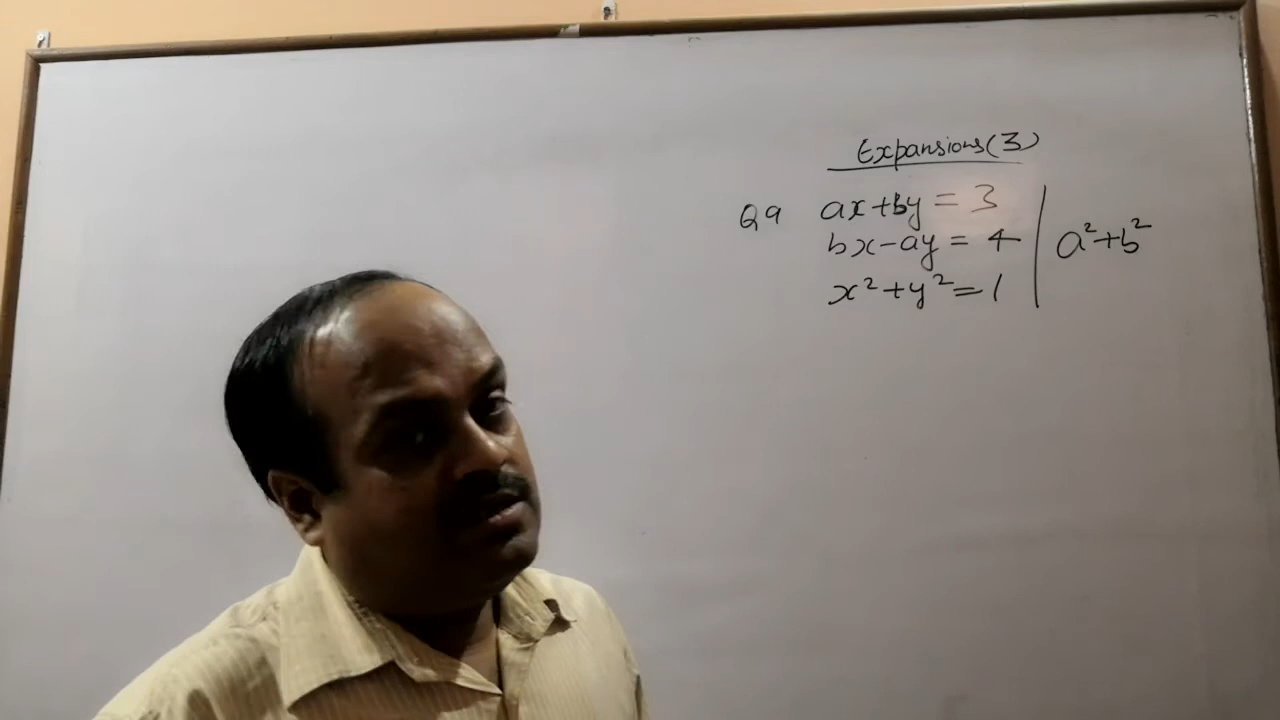 Expansions(3)
Q9 ax+by = 3
bx-ay = 4
x²+y²=1
a²+b²